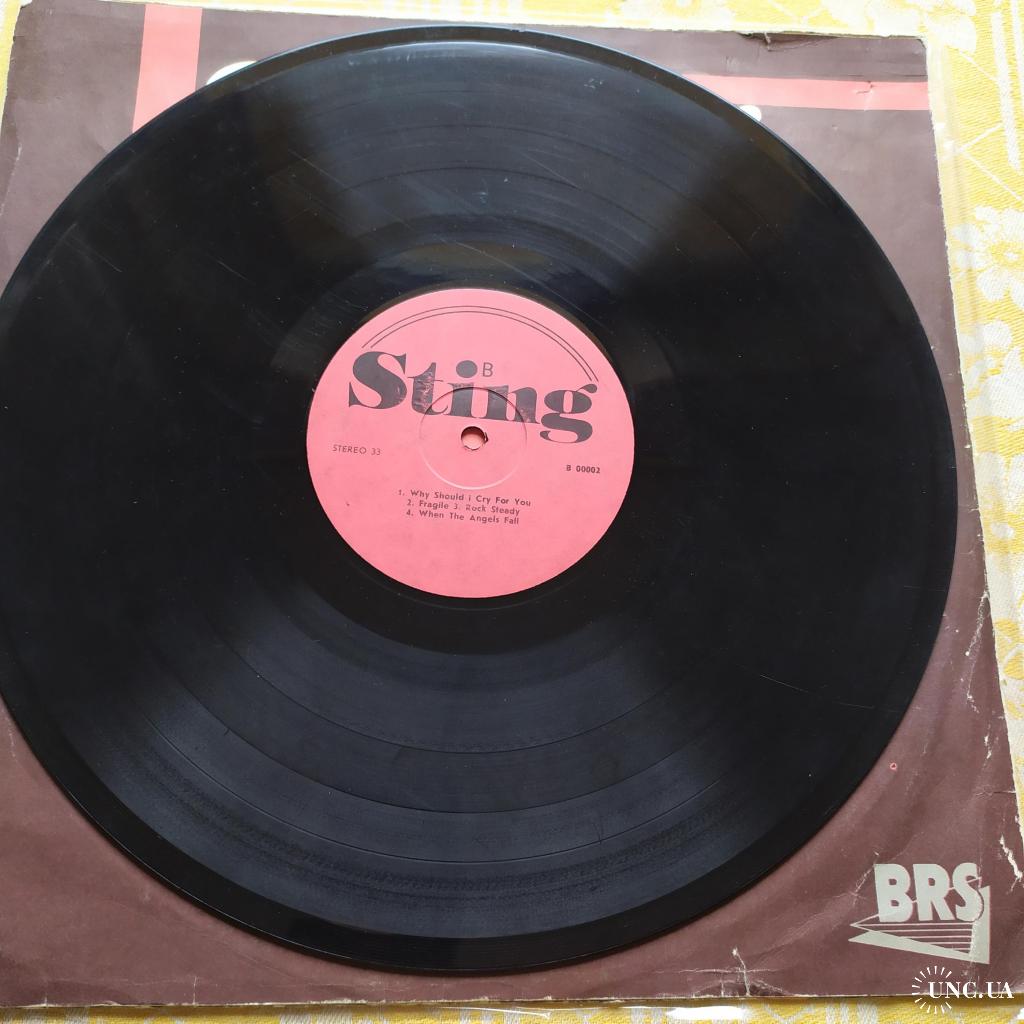 B
Sting
STEREO 33
B 00002
1. Why Should i Cry For You
2. Fragile 3. Rock Steady
4. When The Angels Fall
BRS
UNC.UA